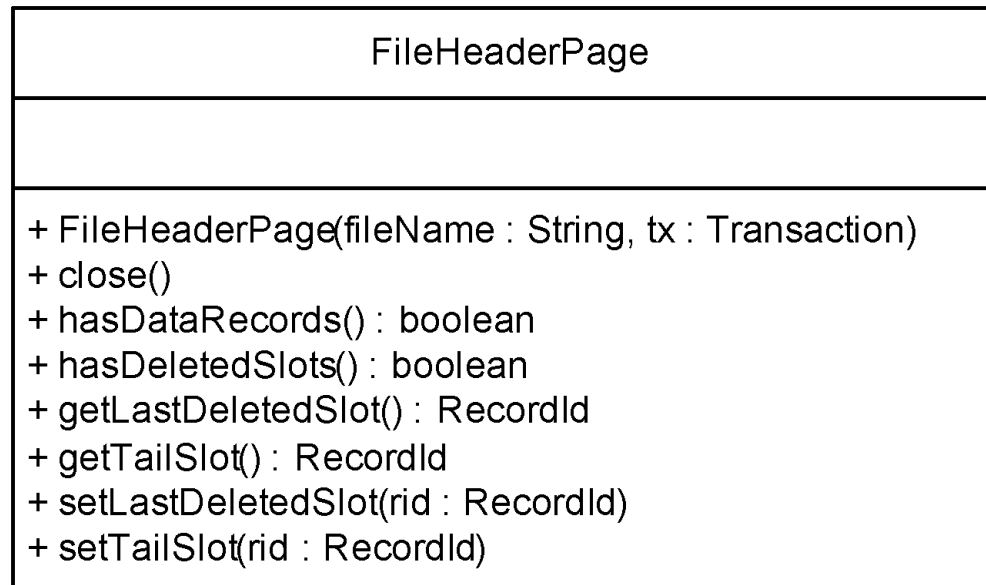 FileHeaderPage
+ FileHeaderPage(fileName : String, tx : Transaction)
+ close()
+ hasDataRecords() : boolean
+ hasDeletedSlots() : boolean
+ getLastDeletedSlot() : RecordId
+ getTailSlot() : RecordId
+ setLastDeletedSlot(rid : RecordId)
+ setTailSlot(rid : RecordId)